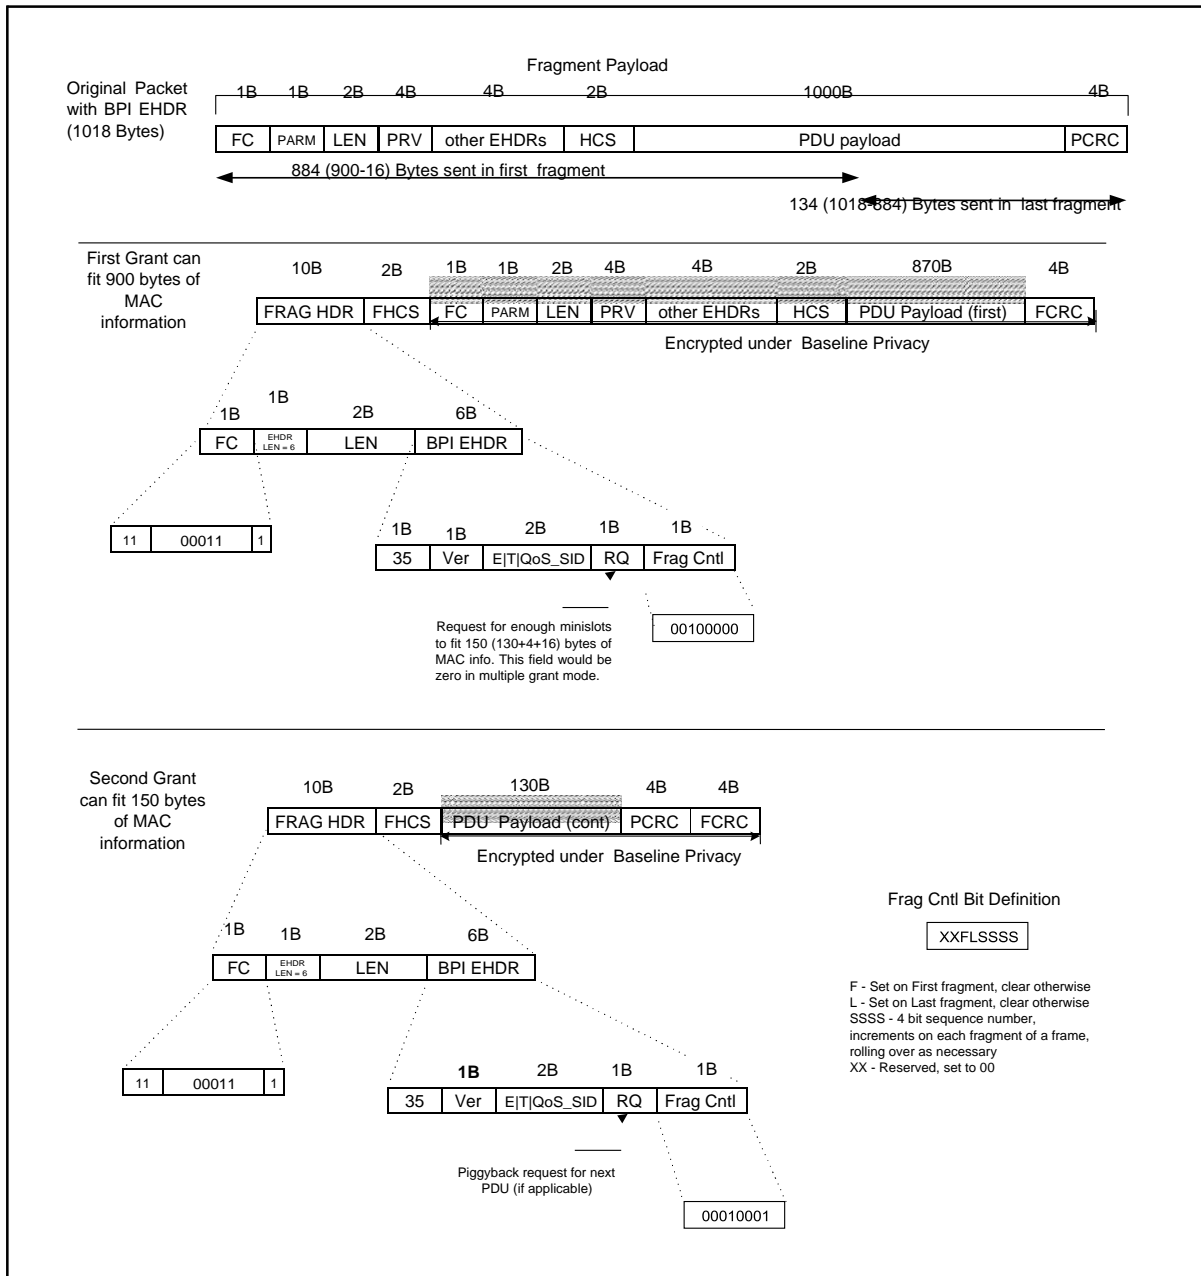 Fragment Payload
Original Packet
with BPI EHDR
(1018 Bytes)
1B 1B 2B 4B 4B 2B 1000B 4B
FC PARM LEN PRV other EHDRs HCS PDU payload PCRC
884 (900-16) Bytes sent in first fragment
134 (1018-884) Bytes sent in last fragment
First Grant can
fit 900 bytes of
MAC
information
10B 2B 1B 1B 2B 4B 4B 2B 870B 4B
FRAG HDR FHCS FC PARM LEN PRV other EHDRs HCS PDU Payload (first) FCRC
Encrypted under Baseline Privacy
1B 1B 2B 6B
FC EHDR LEN = 6 LEN BPI EHDR
11 00011 1
1B 1B 2B 1B 1B
35 Ver E|T|QoS_SID RQ Frag Cntl
Request for enough minislots
to fit 150 (130+4+16) bytes of
MAC info. This field would be
zero in multiple grant mode.
00100000
Second Grant
can fit 150 bytes
of MAC
information
10B 2B 130B 4B 4B
FRAG HDR FHCS PDU Payload (cont) PCRC FCRC
Encrypted under Baseline Privacy
1B 1B 2B 6B
FC EHDR LEN = 6 LEN BPI EHDR
11 00011 1
1B 2B 1B 1B
35 Ver E|T|QoS_SID RQ Frag Cntl
Piggyback request for next
PDU (if applicable)
00010001
Frag Cntl Bit Definition
XXFLSSSS
F - Set on First fragment, clear otherwise
L - Set on Last fragment, clear otherwise
SSSS - 4 bit sequence number,
increments on each fragment of a frame,
rolling over as necessary
XX - Reserved, set to 00